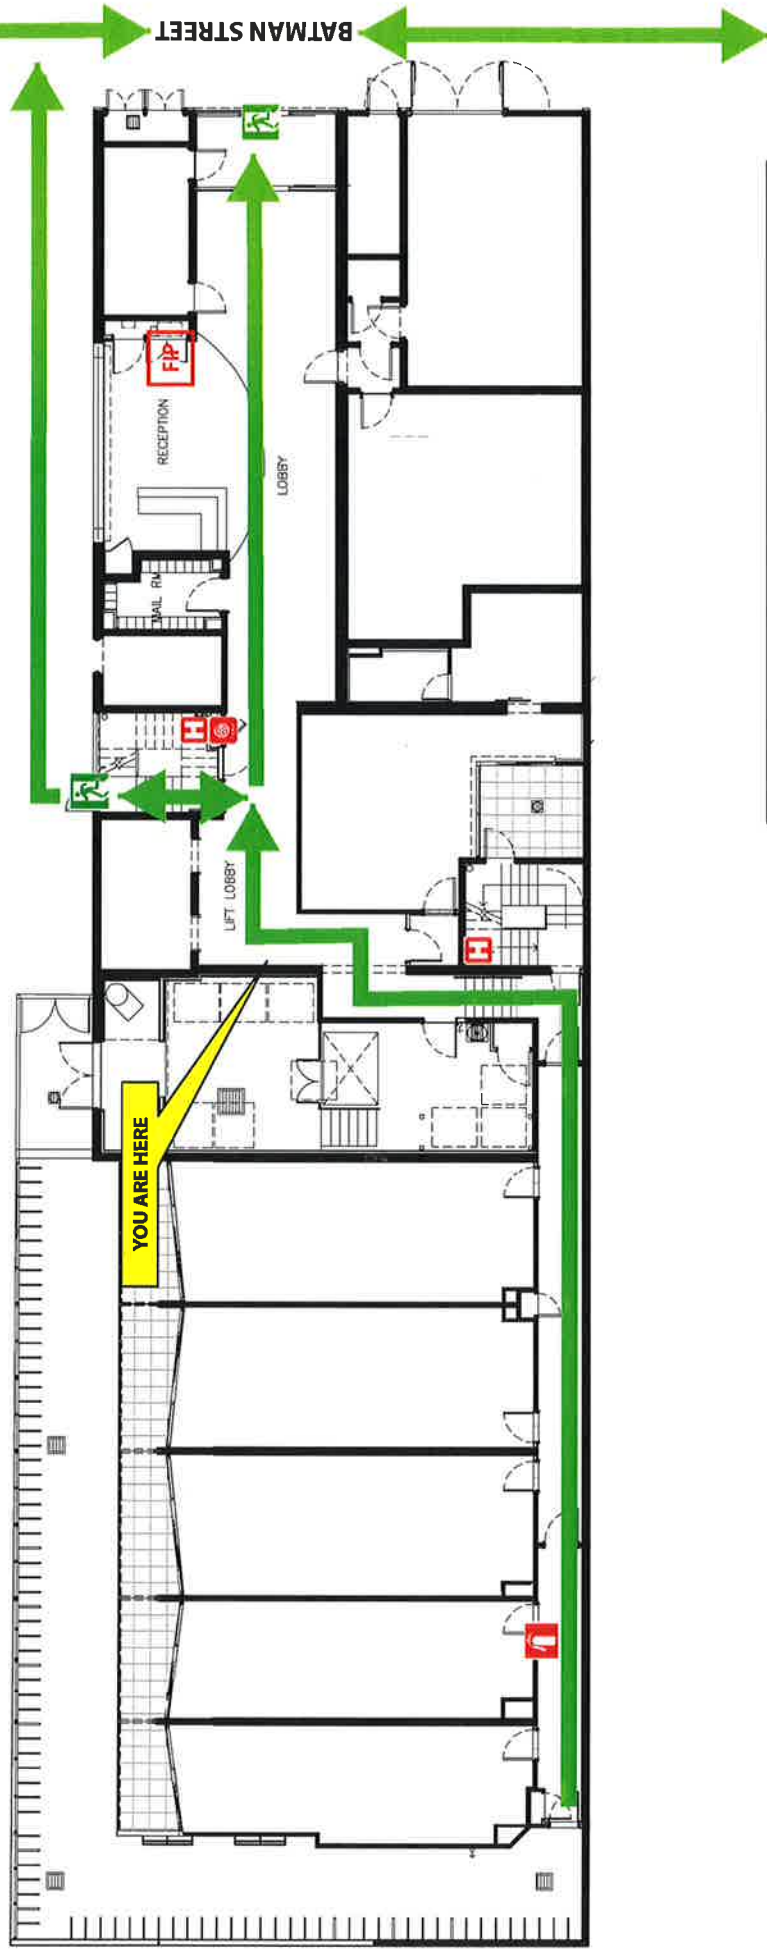 BATMAN STREET
FIP
RECEPTION
LOBBY
MAIL RM
H
LIFT LOBBY
H
YOU ARE HERE